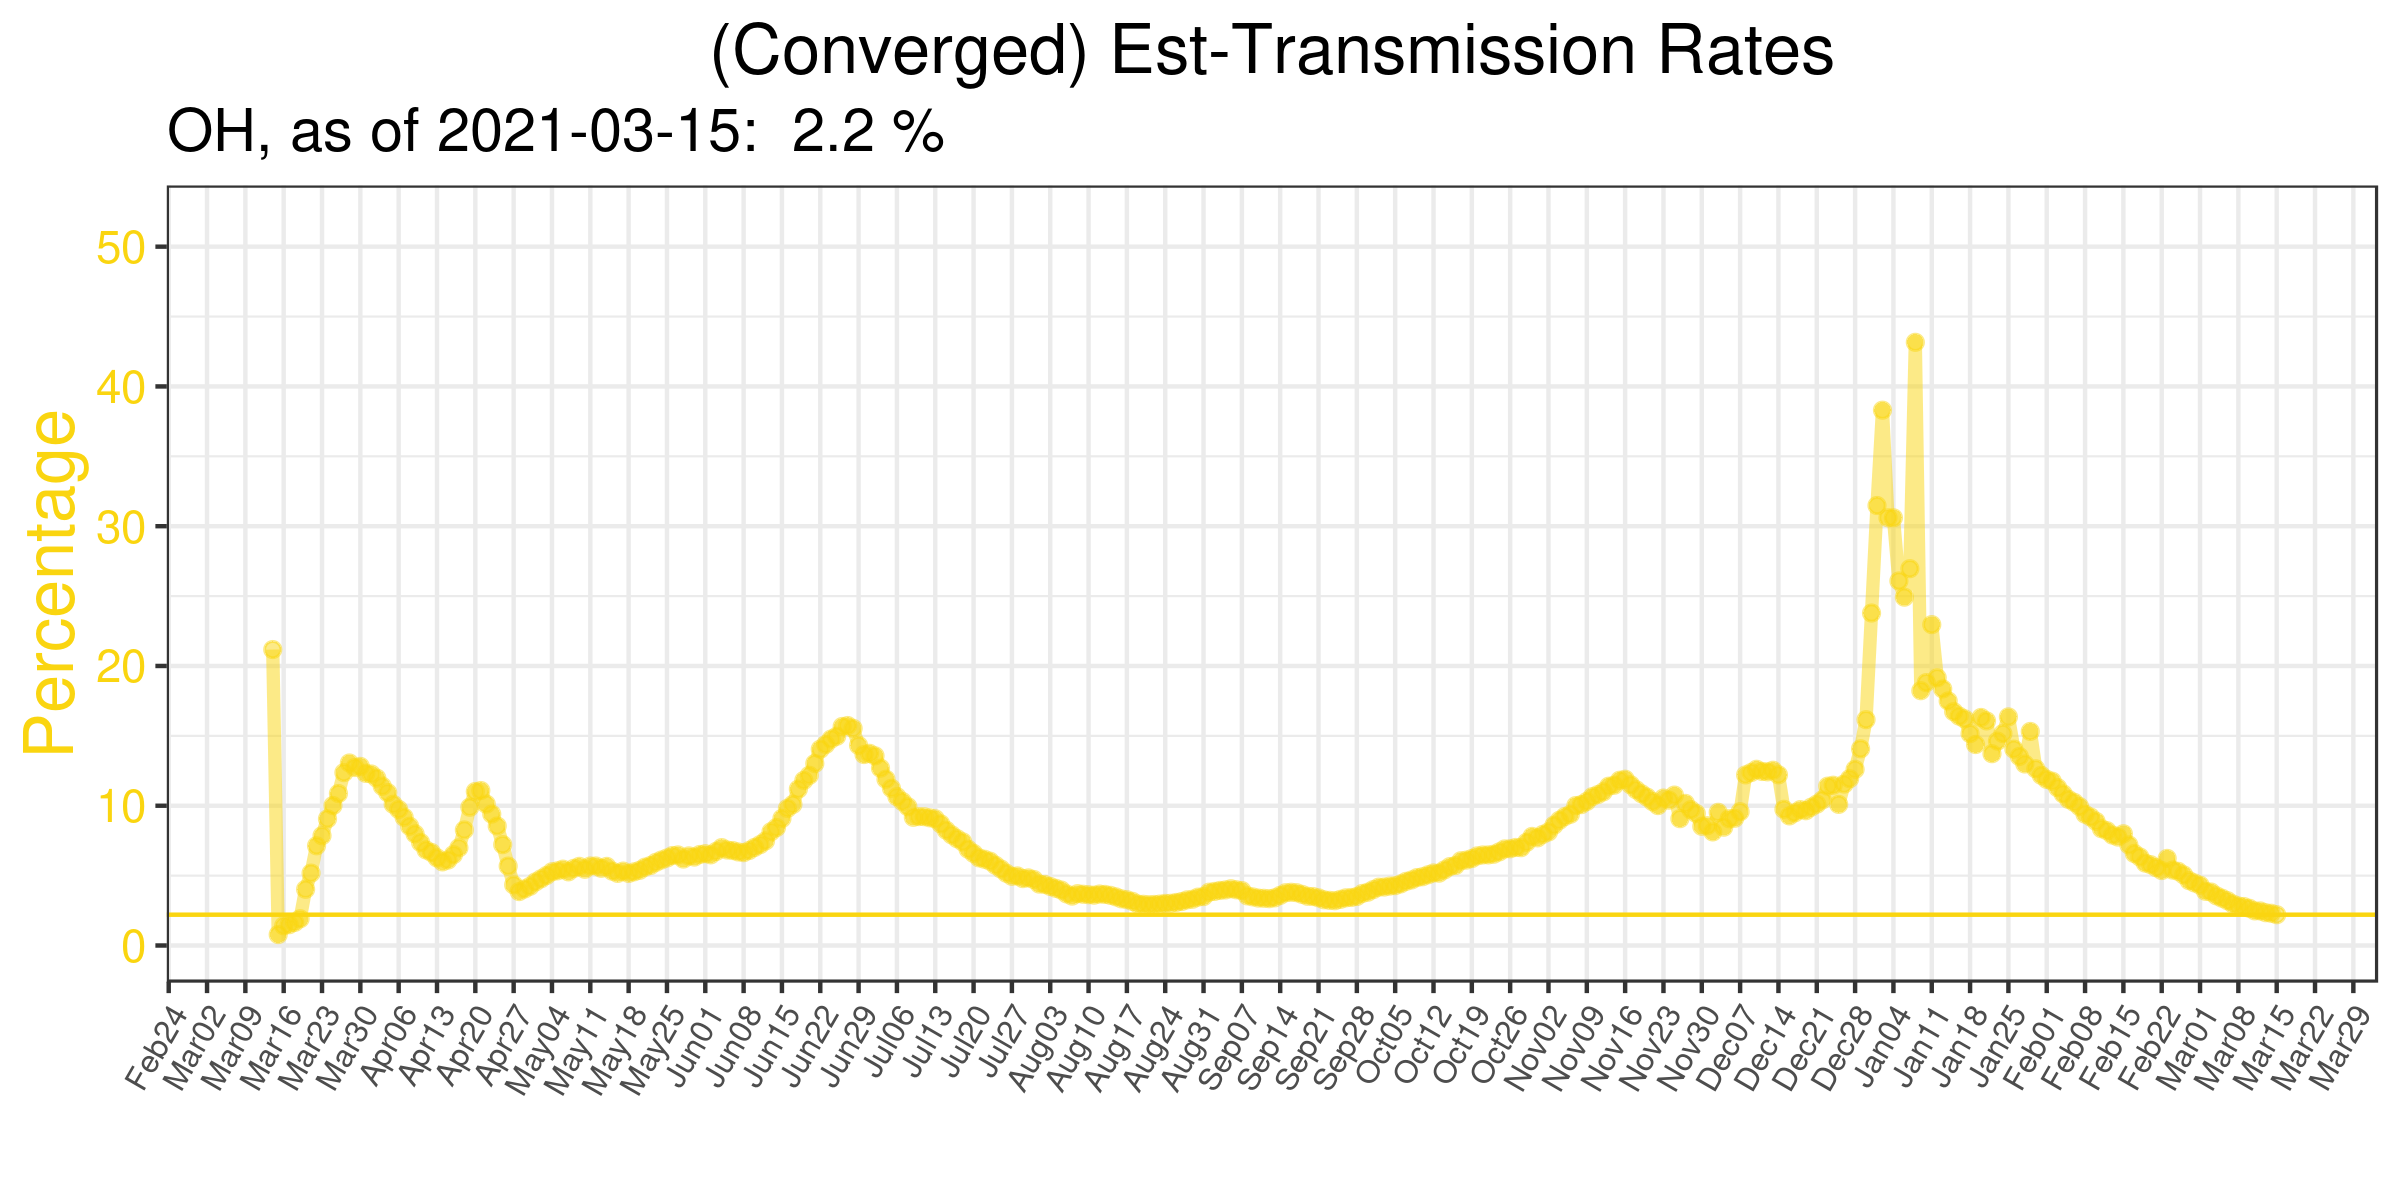 (Converged) Est-Transmission Rates
OH, as of 2021-03-15:  2.2 %
Percentage
50
40
30
20
10
0
Feb24
Mar02
Mar09
Mar16
Mar23
Mar30
Apr06
Apr13
Apr20
Apr27
May04
May11
May18
May25
Jun01
Jun08
Jun15
Jun22
Jun29
Jul06
Jul13
Jul20
Jul27
Aug03
Aug10
Aug17
Aug24
Aug31
Sep07
Sep14
Sep21
Sep28
Oct05
Oct12
Oct19
Oct26
Nov02
Nov09
Nov16
Nov23
Nov30
Dec07
Dec14
Dec21
Dec28
Jan04
Jan11
Jan18
Jan25
Feb01
Feb08
Feb15
Feb22
Mar01
Mar08
Mar15
Mar22
Mar29